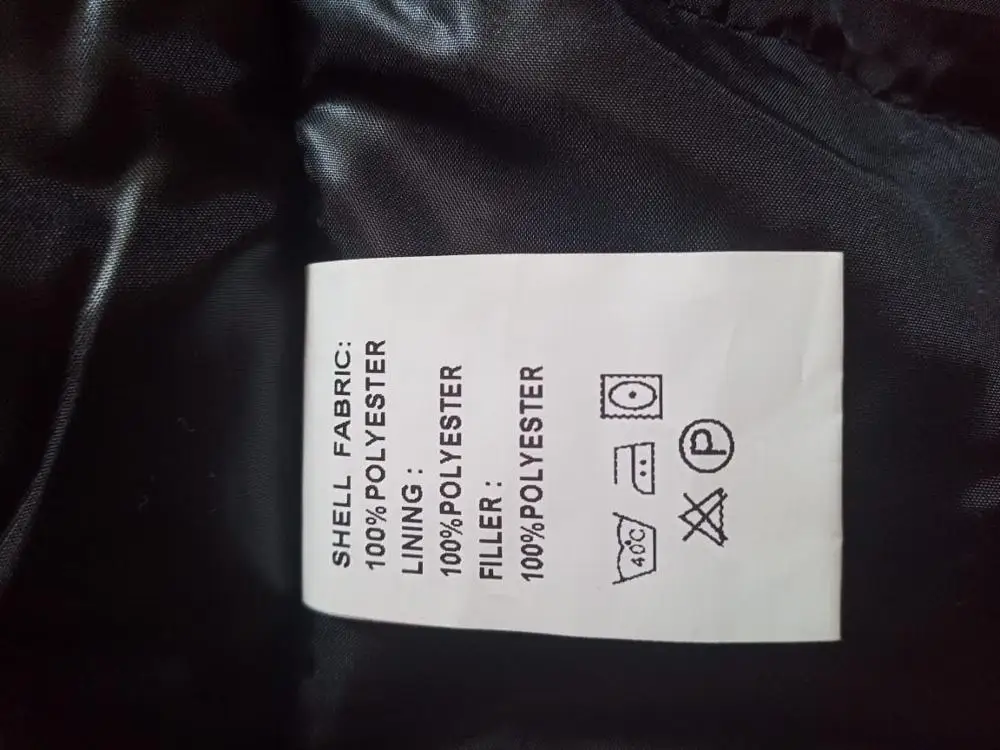 SHELL FABRIC:
100%POLYESTER
LINING :
100%POLYESTER
FILLER :
100%POLYESTER
40°C
P